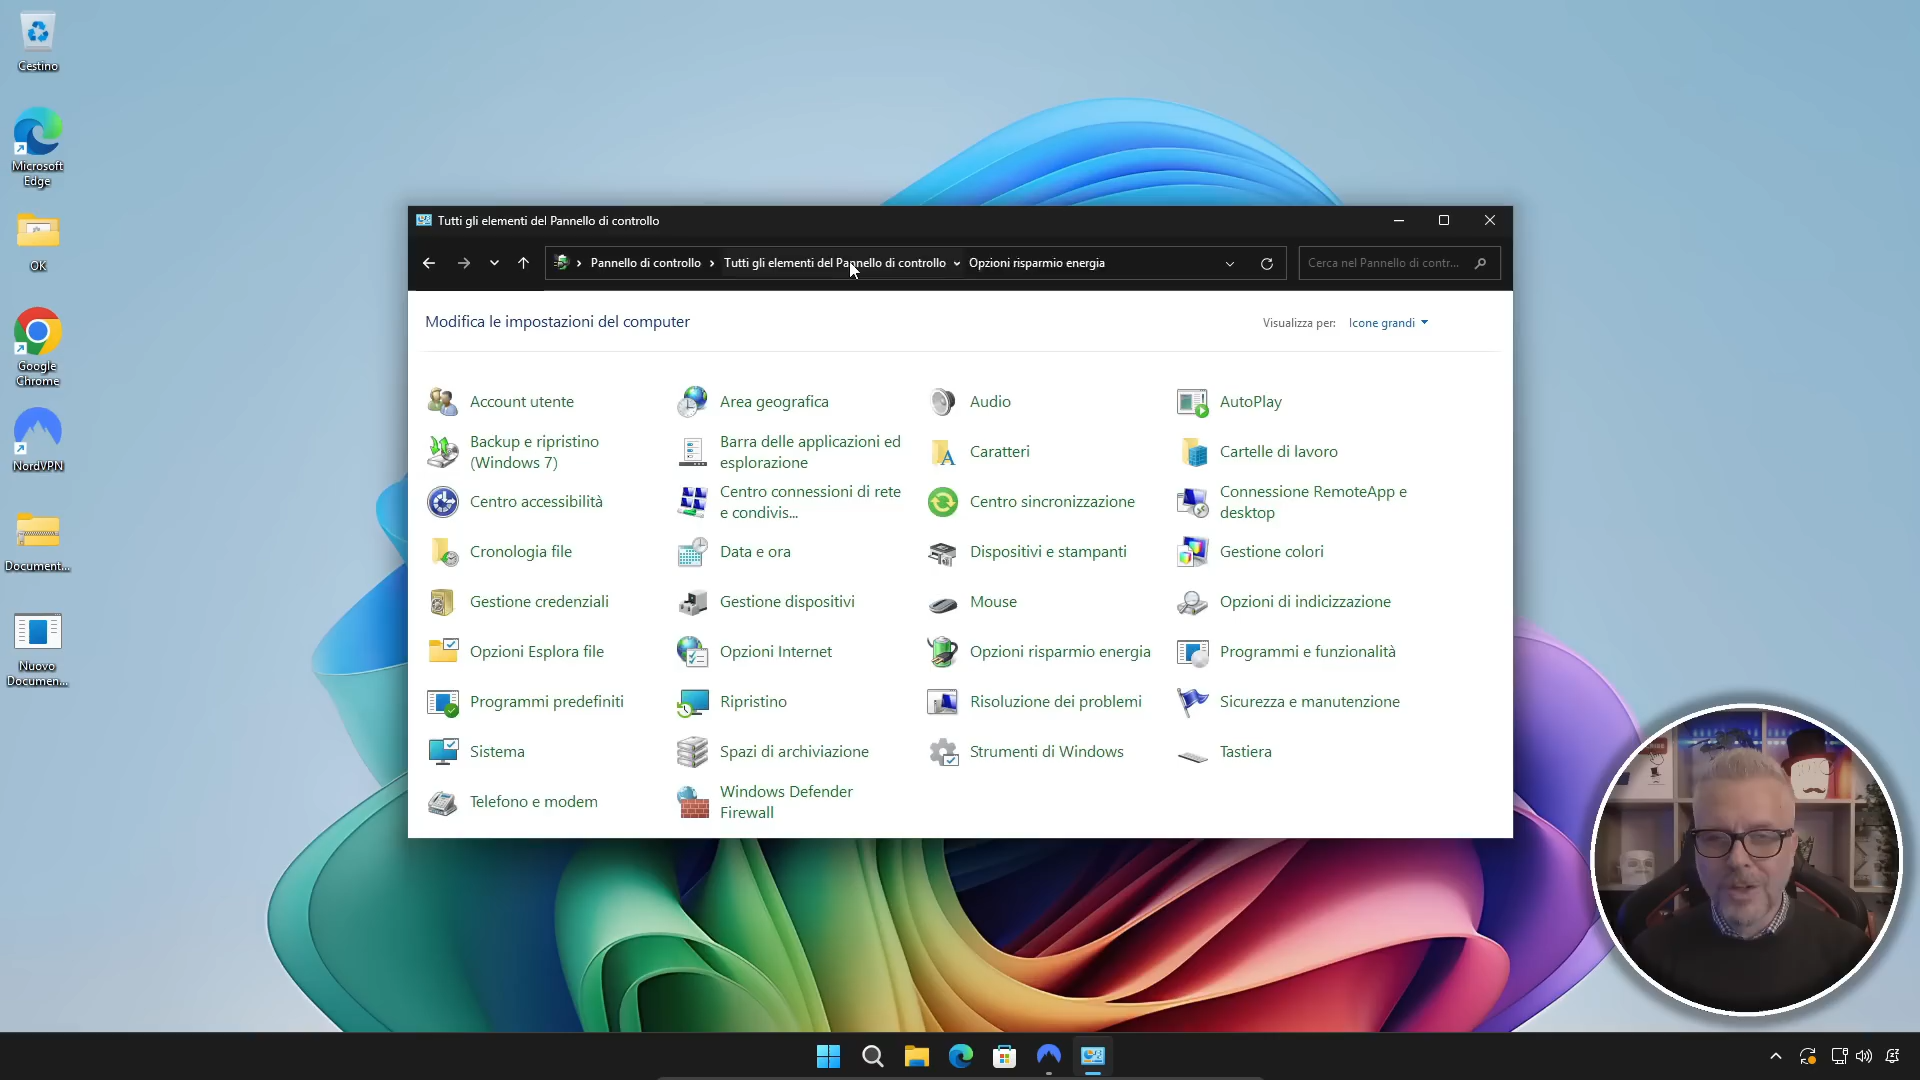 Cestino
Microsoft
Edge
OK
Google
Chrome
NordVPN
Document...
Nuovo
Documen...
Tutti gli elementi del Pannello di controllo
Pannello di controllo
Tutti gli elementi del Pannello di controllo
Opzioni risparmio energia
Cerca nel Pannello di contr...
Modifica le impostazioni del computer
Visualizza per:
Icone grandi
Account utente
Area geografica
Audio
AutoPlay
Backup e ripristino
(Windows 7)
Barra delle applicazioni ed
esplorazione
Caratteri
Cartelle di lavoro
Centro accessibilità
Centro connessioni di rete
e condivis...
Centro sincronizzazione
Connessione RemoteApp e
desktop
Cronologia file
Data e ora
Dispositivi e stampanti
Gestione colori
Gestione credenziali
Gestione dispositivi
Mouse
Opzioni di indicizzazione
Opzioni Esplora file
Opzioni Internet
Opzioni risparmio energia
Programmi e funzionalità
Programmi predefiniti
Ripristino
Risoluzione dei problemi
Sicurezza e manutenzione
Sistema
Spazi di archiviazione
Strumenti di Windows
Tastiera
Telefono e modem
Windows Defender
Firewall